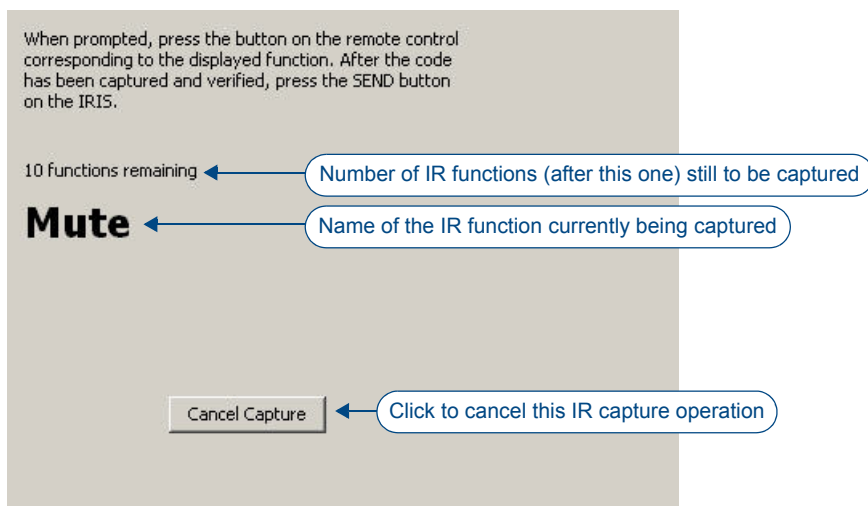 When prompted, press the button on the remote control
corresponding to the displayed function. After the code
has been captured and verified, press the SEND button
on the IRIS.
10 functions remaining
Number of IR functions (after this one) still to be captured
Mute
Name of the IR function currently being captured
Cancel Capture
Click to cancel this IR capture operation